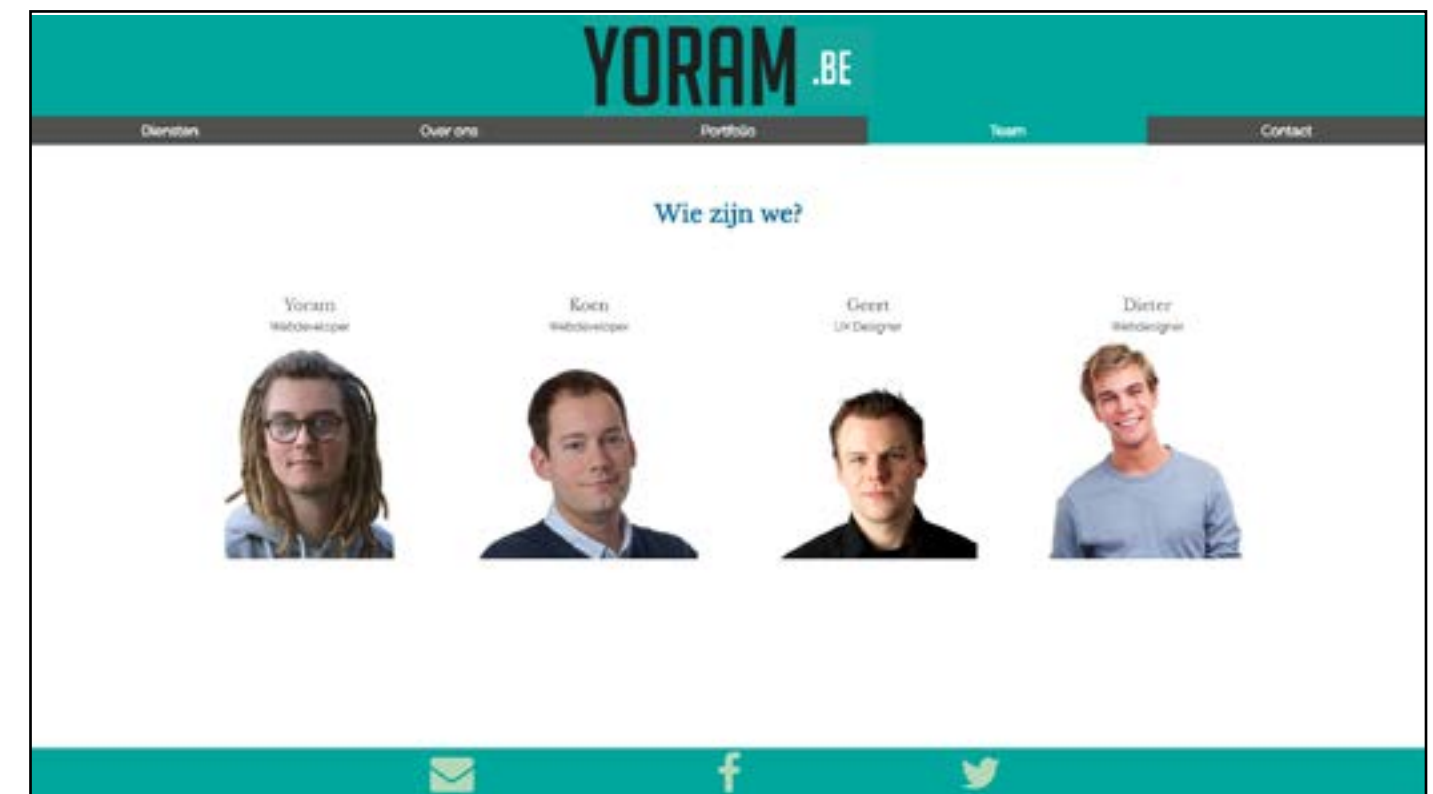 YORAM .BE
Diensten Over ons Portfolio Team Contact
Wie zijn we?
Yoram Koen Geert Dieter
Webdeveloper Webdeveloper UX Designer Webdesigner